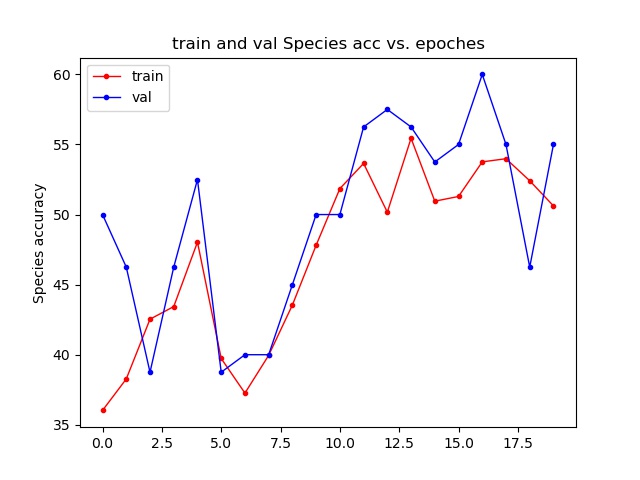 train and val Species acc vs. epoches
train
val
Species accuracy
60
55
50
45
40
35
0.0 2.5 5.0 7.5 10.0 12.5 15.0 17.5